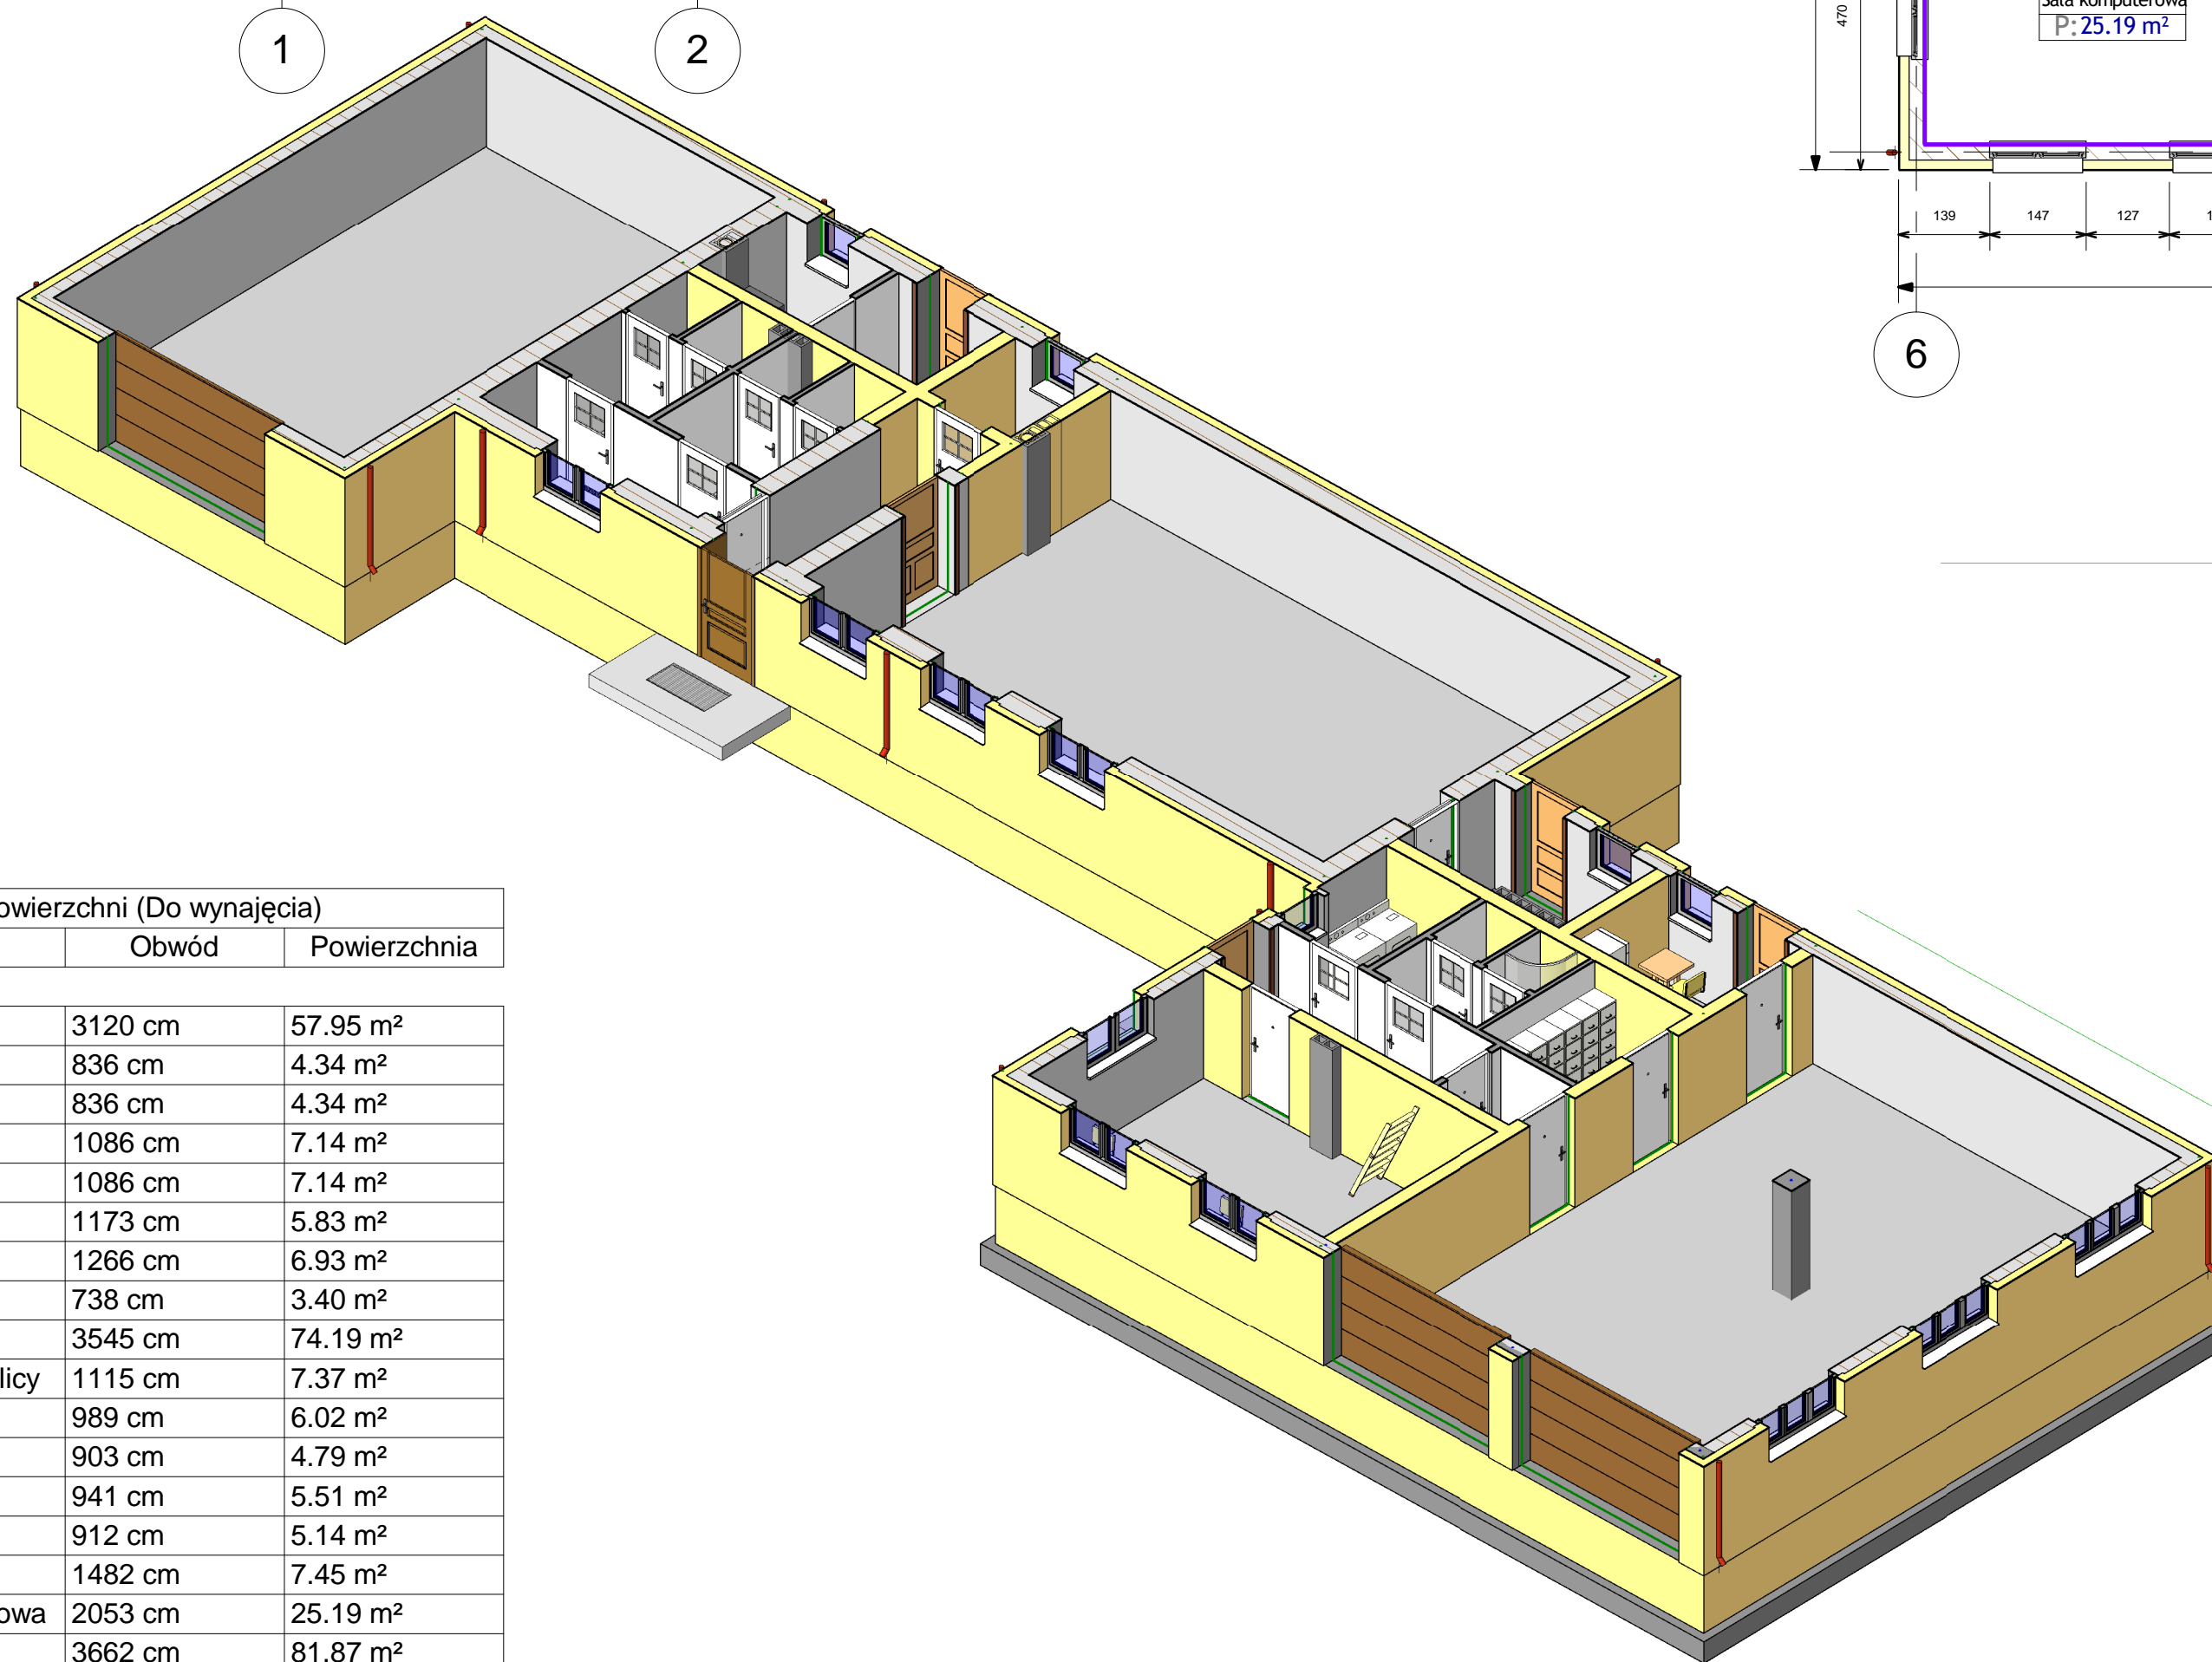 1
2
470
Sala komputerowa
P: 25.19 m²
139
147
127
6
owierzchni (Do wynajęcia)
Obwód Powierzchnia
3120 cm 57.95 m²
836 cm 4.34 m²
836 cm 4.34 m²
1086 cm 7.14 m²
1086 cm 7.14 m²
1173 cm 5.83 m²
1266 cm 6.93 m²
738 cm 3.40 m²
3545 cm 74.19 m²
licy 1115 cm 7.37 m²
989 cm 6.02 m²
903 cm 4.79 m²
941 cm 5.51 m²
912 cm 5.14 m²
1482 cm 7.45 m²
owa 2053 cm 25.19 m²
3662 cm 81.87 m²